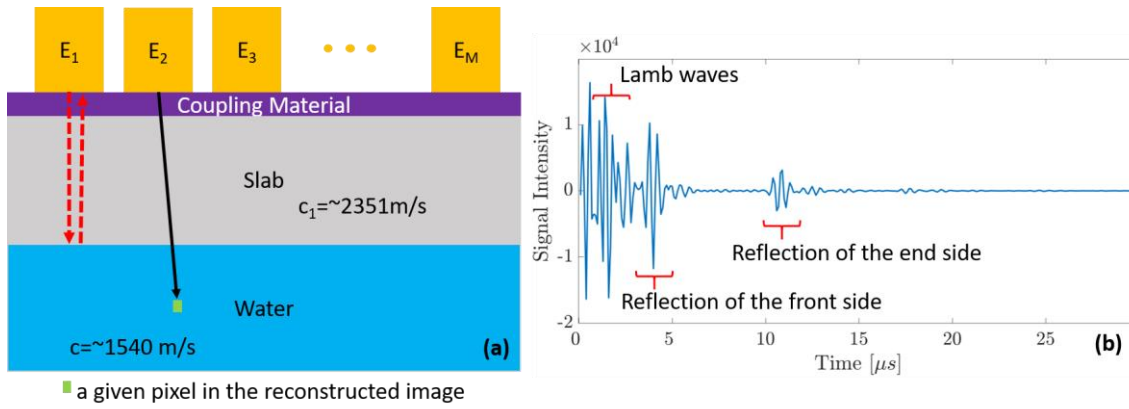 E1 E2 E3 EM
Coupling Material
Slab
c1=~2351m/s
Water
c=~1540 m/s
(a)
a given pixel in the reconstructed image
×10^4
Lamb waves
1
0
-1
-2
Signal Intensity
Reflection of the end side
Reflection of the front side
0 5 10 15 20 25
Time [μs]
(b)